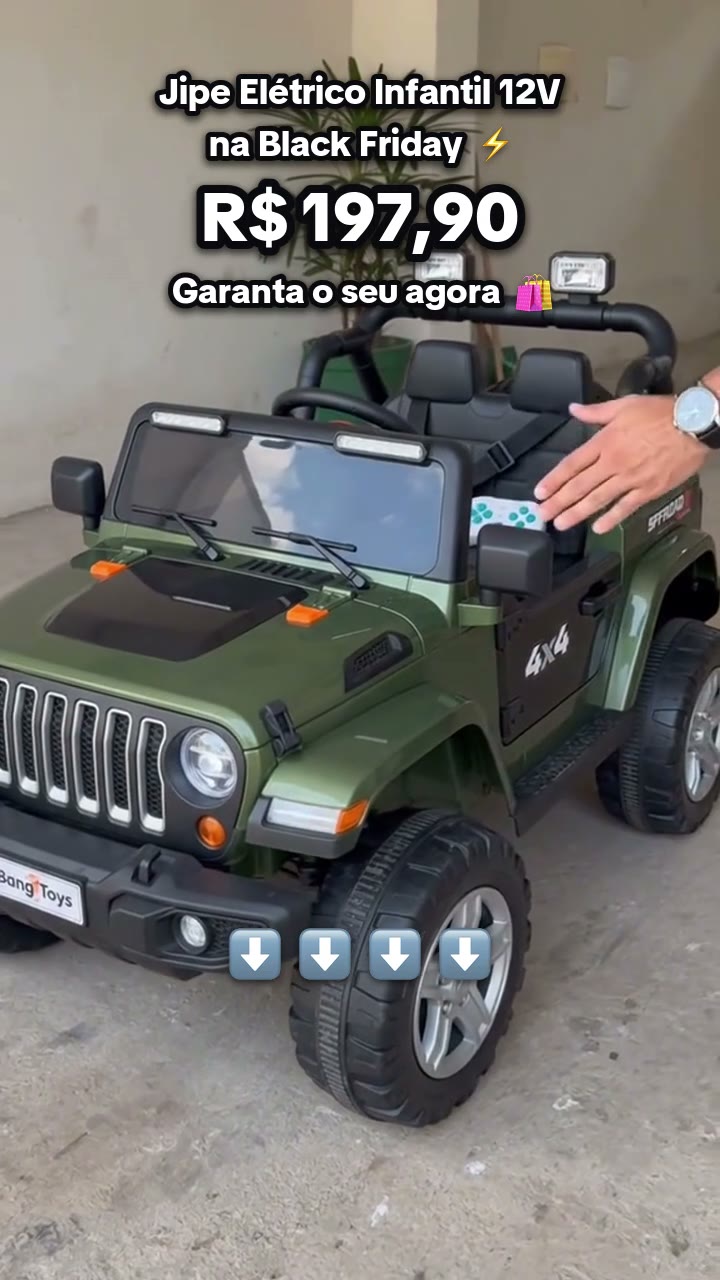 Jipe Elétrico Infantil 12V
na Black Friday ⚡
R$ 197,90
Garanta o seu agora 🛍️
4x4
Bang Toys
⬇️ ⬇️ ⬇️ ⬇️